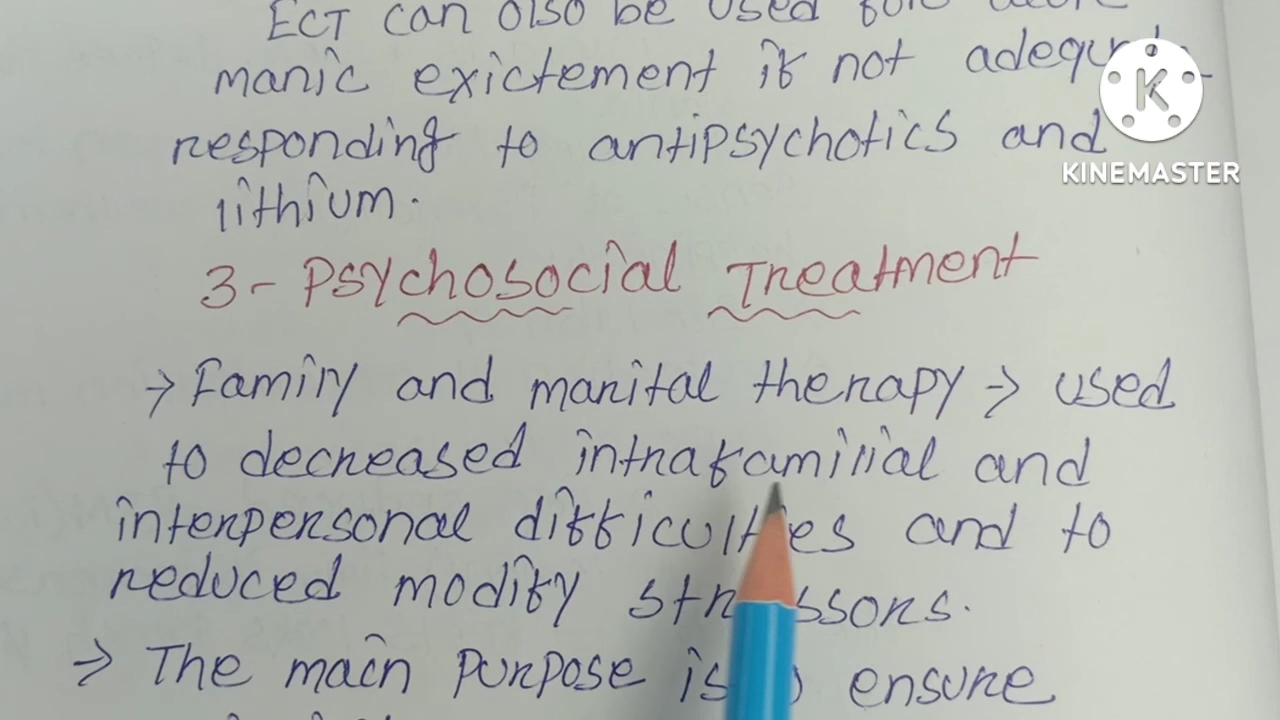 ECT can also be used
manic exictement if not
responding to antipsychotics and
lithium.
3- Psychosocial Treatment
→ Family and marital therapy → used
to decreased intrafamilial and
interpersonal difficulties and to
reduced modify stressors.
→ The main purpose is ensure
K
KINEMASTER